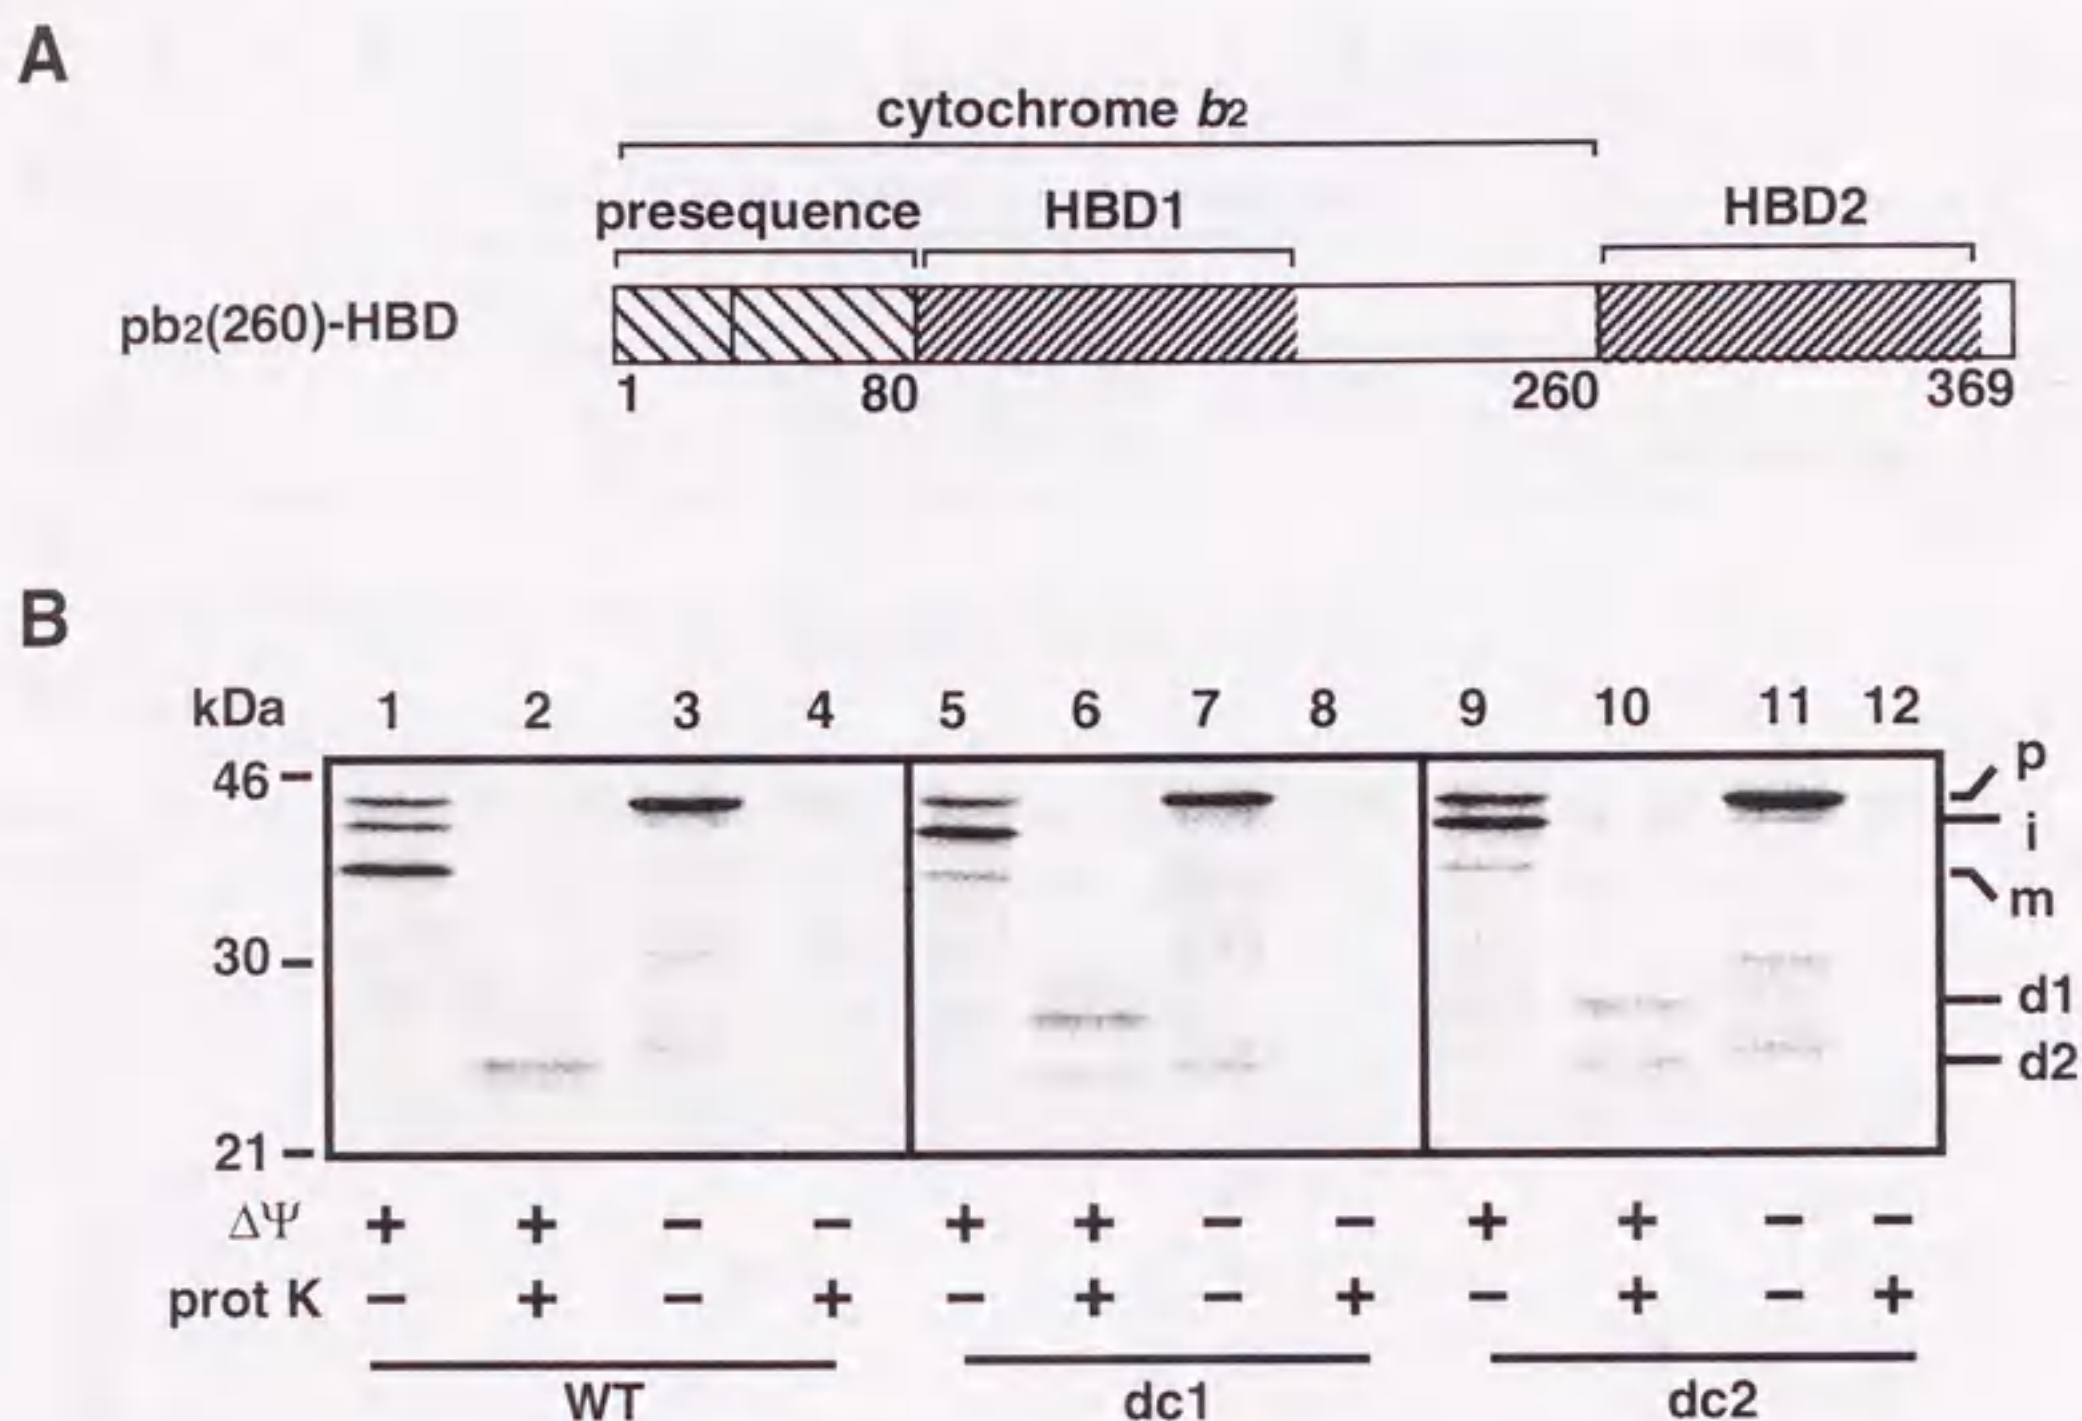 A
cytochrome b2
presequence HBD1 HBD2
pb2(260)-HBD
1 80 260 369
B
kDa 1 2 3 4 5 6 7 8 9 10 11 12
46
30
21
p
i
m
d1
d2
ΔΨ + + − − + + − − + + − −
prot K − + − + − + − + − + − +
WT dc1 dc2